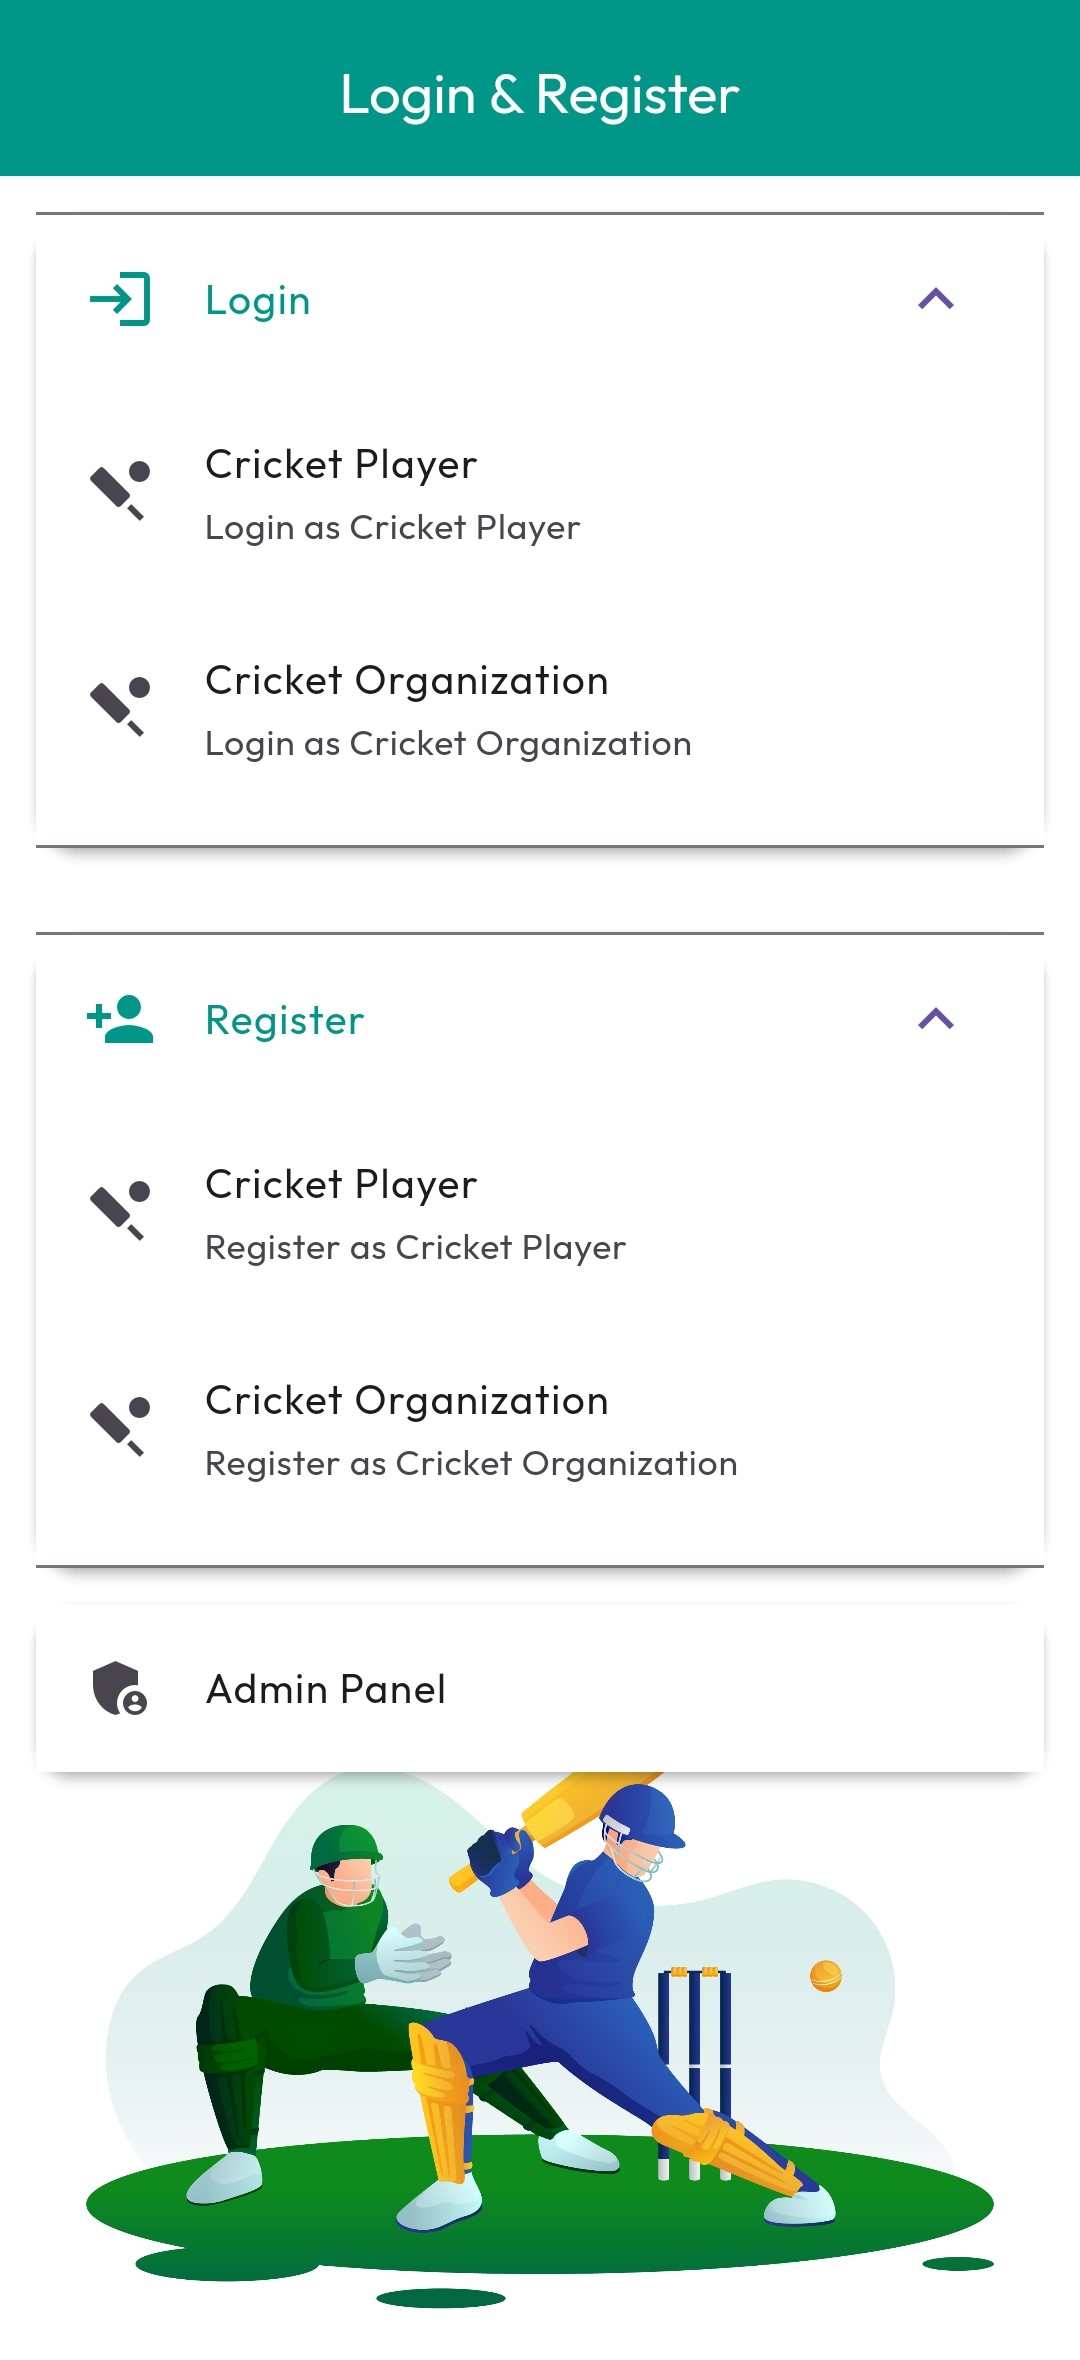 Login & Register
Login
Cricket Player
Login as Cricket Player
Cricket Organization
Login as Cricket Organization
Register
Cricket Player
Register as Cricket Player
Cricket Organization
Register as Cricket Organization
Admin Panel